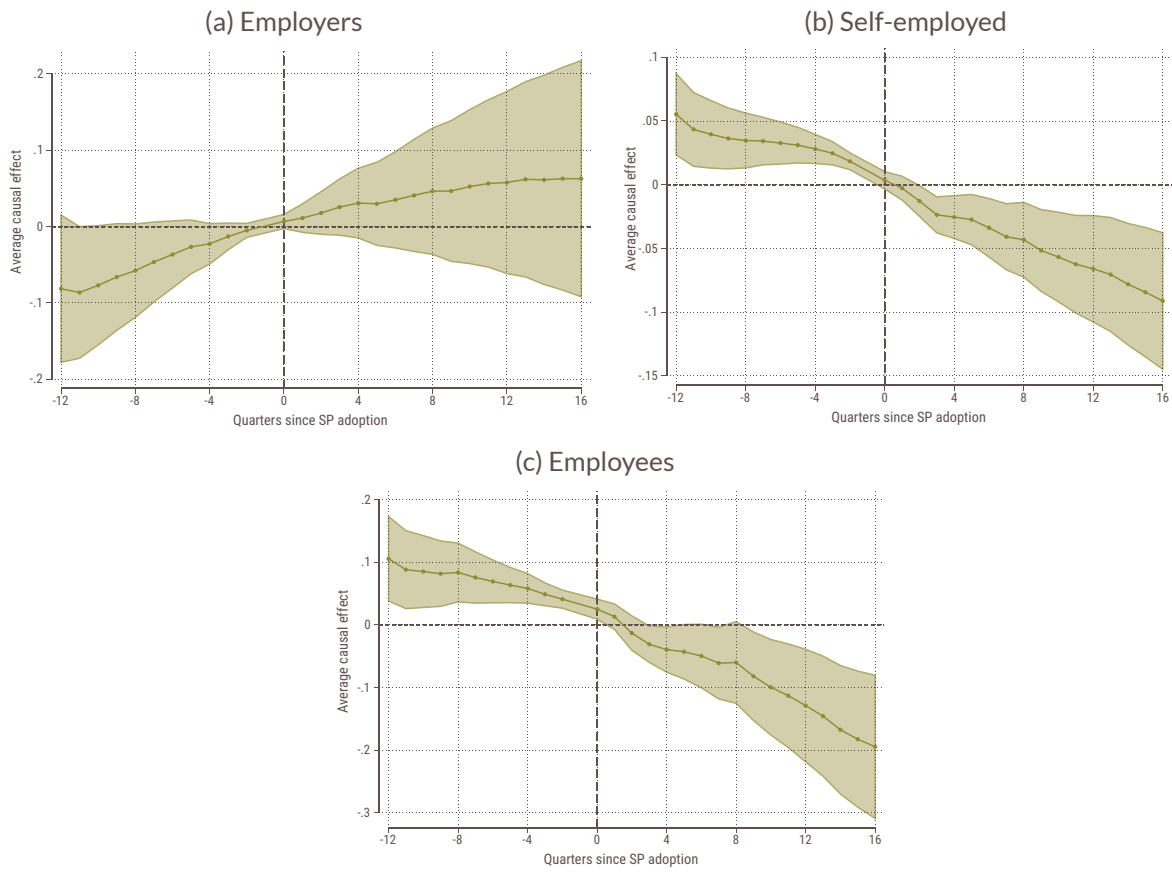 (a) Employers
Average causal effect
.2
.1
0
-.1
-.2
-12 -8 -4 0 4 8 12 16
Quarters since SP adoption
(b) Self-employed
Average causal effect
.1
.05
0
-.05
-.1
-.15
-12 -8 -4 0 4 8 12 16
Quarters since SP adoption
(c) Employees
Average causal effect
.2
.1
0
-.1
-.2
-.3
-12 -8 -4 0 4 8 12 16
Quarters since SP adoption